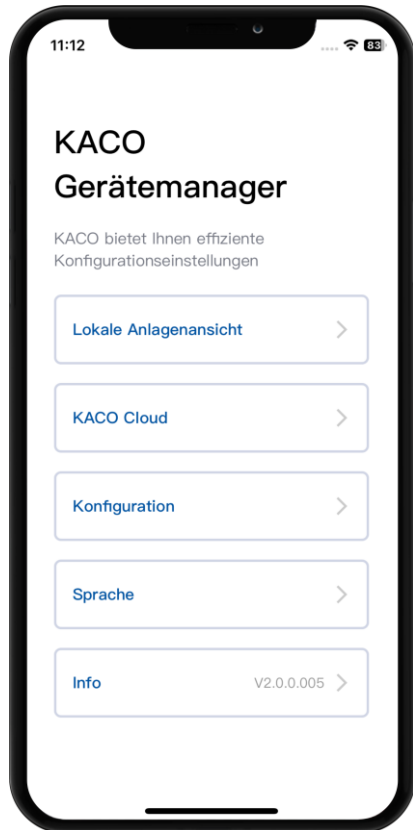 11:12
83
KACO
Gerätemanager
KACO bietet Ihnen effiziente
Konfigurationseinstellungen
Lokale Anlagenansicht
KACO Cloud
Konfiguration
Sprache
Info V2.0.0.005